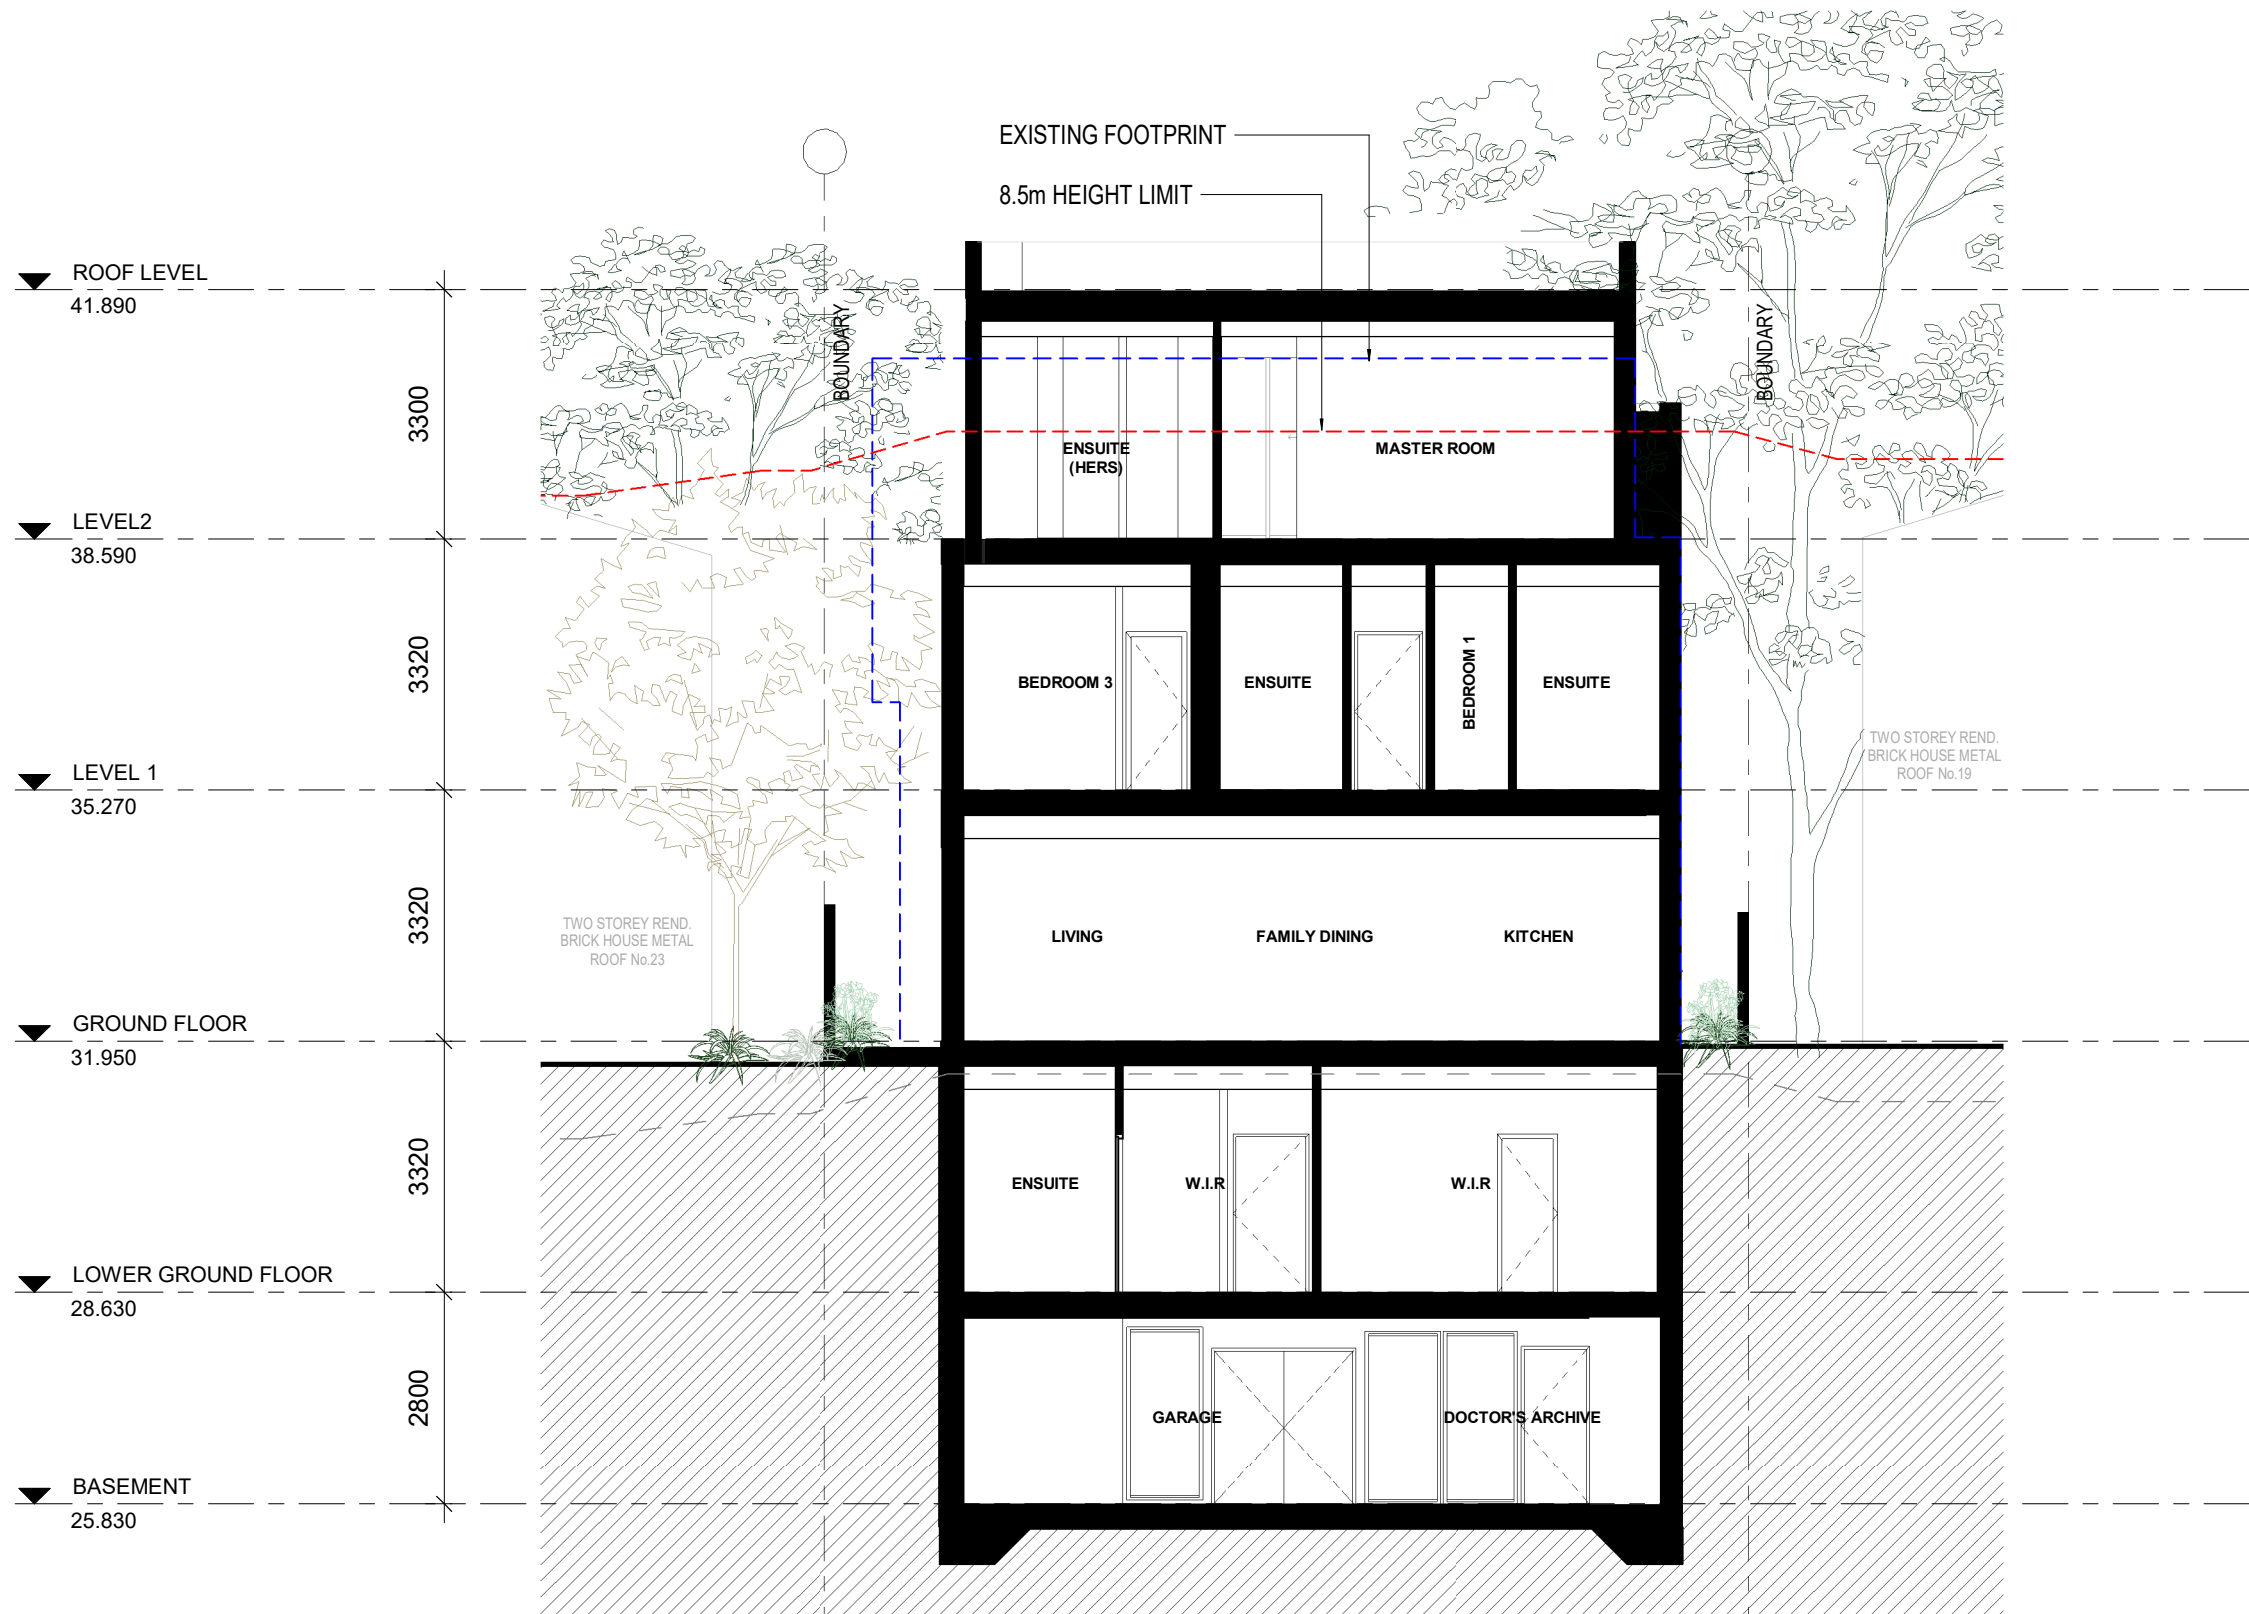 EXISTING FOOTPRINT
8.5m HEIGHT LIMIT
ROOF LEVEL
41.890
BOUNDARY
BOUNDARY
3300
ENSUITE
(HERS)
MASTER ROOM
LEVEL2
38.590
3320
BEDROOM 3
ENSUITE
BEDROOM 1
ENSUITE
TWO STOREY REND.
BRICK HOUSE METAL
ROOF No.19
LEVEL 1
35.270
3320
TWO STOREY REND.
BRICK HOUSE METAL
ROOF No.23
LIVING
FAMILY DINING
KITCHEN
GROUND FLOOR
31.950
3320
ENSUITE
W.I.R
W.I.R
LOWER GROUND FLOOR
28.630
2800
GARAGE
DOCTOR'S ARCHIVE
BASEMENT
25.830